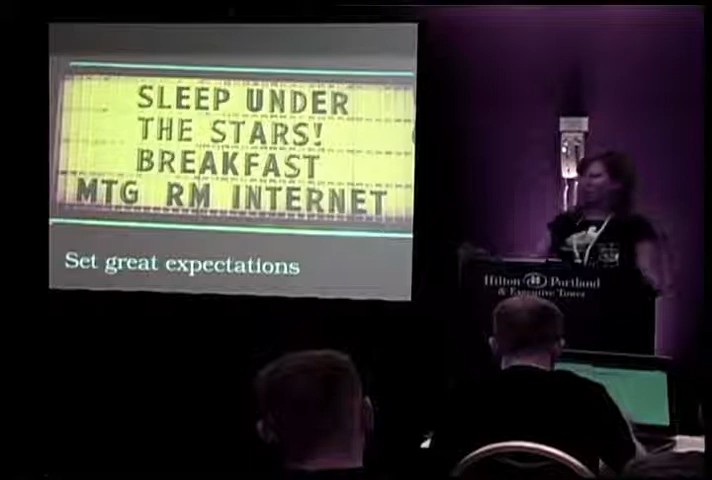 SLEEP UNDER
THE STARS!
BREAKFAST
MTG RM INTERNET
Set great expectations
Hilton Portland
& Executive Tower